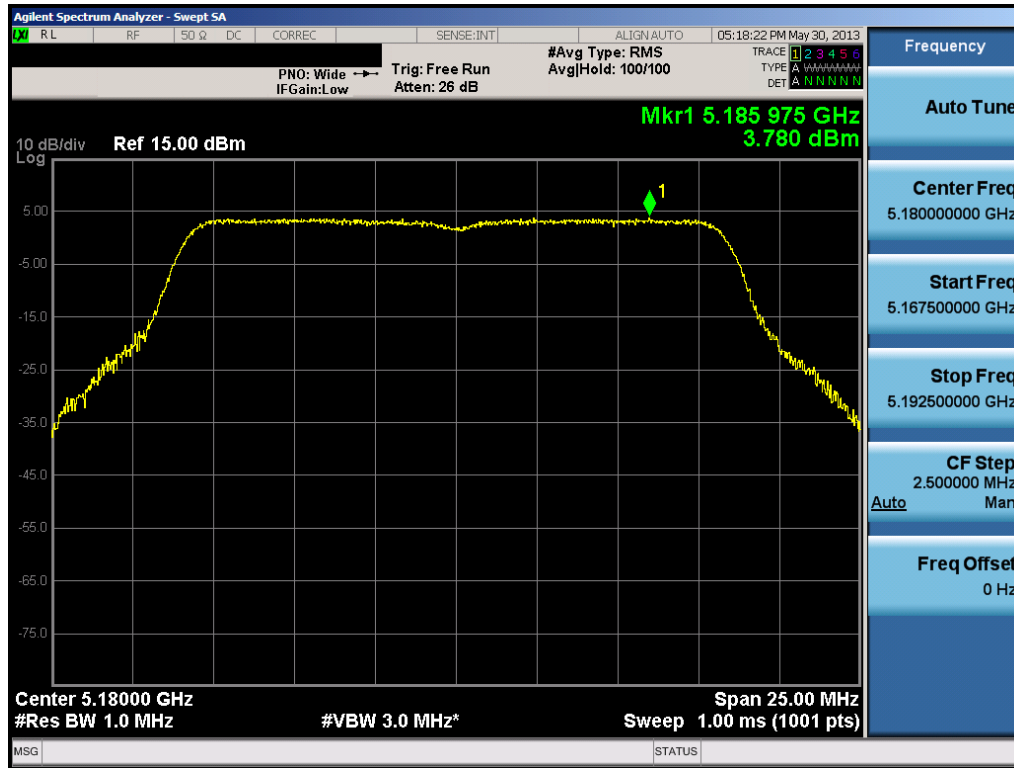 Agilent Spectrum Analyzer - Swept SA
LXI RL RF 50 Ω DC CORREC SENSE:INT ALIGN AUTO 05:18:22 PM May 30, 2013
PNO: Wide
IFGain:Low
Trig: Free Run
Atten: 26 dB
#Avg Type: RMS
Avg|Hold: 100/100
TRACE 1 2 3 4 5 6
TYPE A WWWWW
DET A N N N N N
Mkr1 5.185 975 GHz
3.780 dBm
10 dB/div Ref 15.00 dBm
Log
1
5.00
-5.00
-15.0
-25.0
-35.0
-45.0
-55.0
-65.0
-75.0
Center 5.18000 GHz Span 25.00 MHz
#Res BW 1.0 MHz #VBW 3.0 MHz* Sweep 1.00 ms (1001 pts)
MSG STATUS
Frequency
Auto Tune
Center Freq
5.180000000 GHz
Start Freq
5.167500000 GHz
Stop Freq
5.192500000 GHz
CF Step
2.500000 MHz
Auto Man
Freq Offset
0 Hz